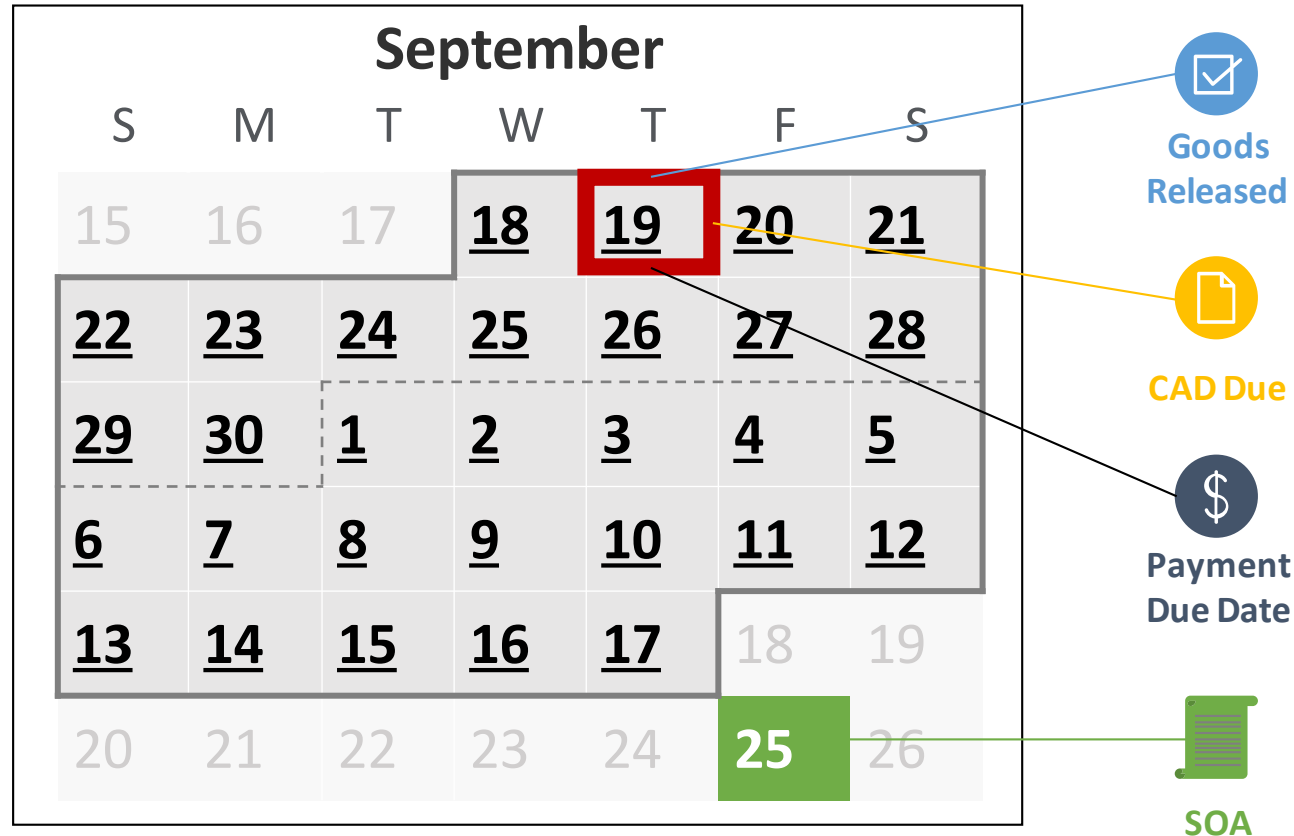 September
S M T W T F S
15 16 17 18 19 20 21
22 23 24 25 26 27 28
29 30 1 2 3 4 5
6 7 8 9 10 11 12
13 14 15 16 17 18 19
20 21 22 23 24 25 26
Goods
Released
CAD Due
$
Payment
Due Date
SOA